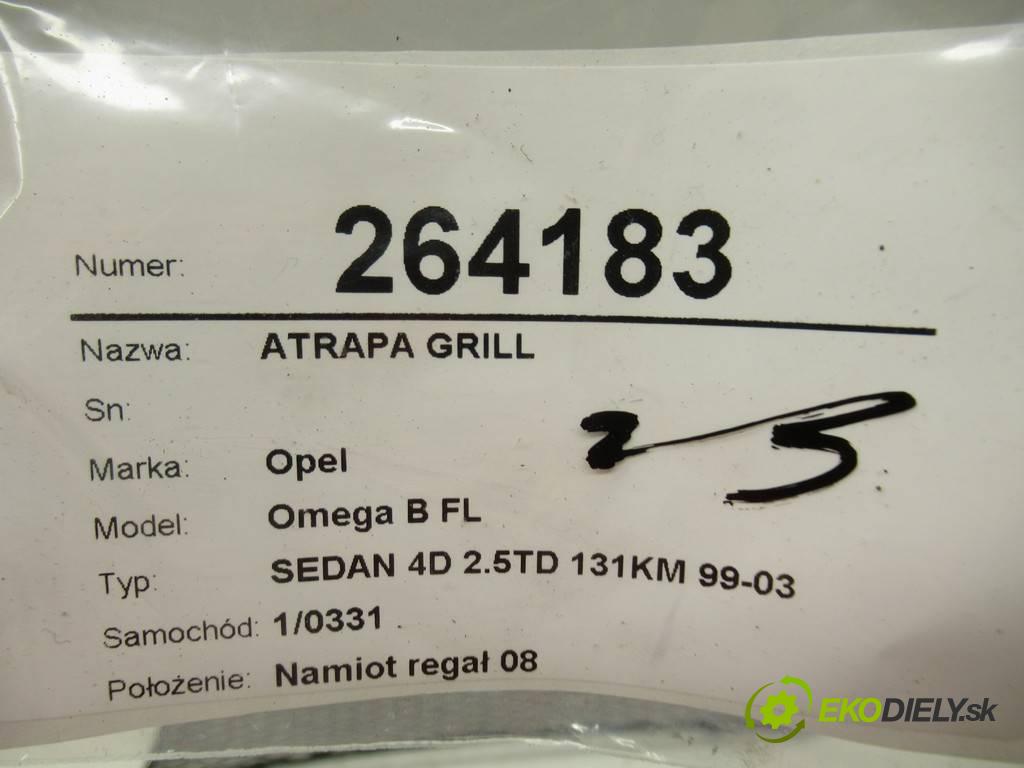 Numer: 264183
Nazwa: ATRAPA GRILL
Sn:
25
Marka: Opel
Model: Omega B FL
Typ: SEDAN 4D 2.5TD 131KM 99-03
Samochód: 1/0331
Położenie: Namiot regał 08
EKODIELY.sk